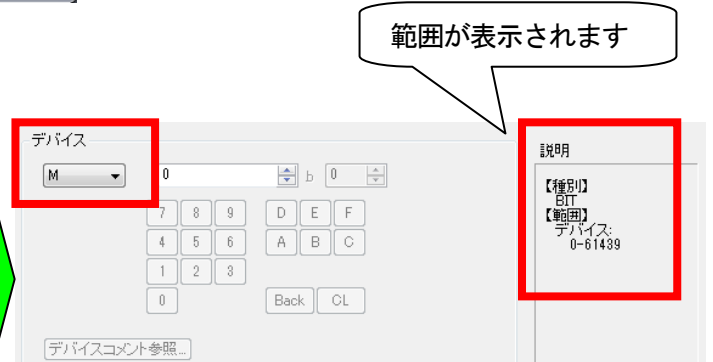 範囲が表示されます
デバイス
M 0 b 0
説明
【種別】
BIT
【範囲】
デバイス:
0-61439
7 8 9 D E F
4 5 6 A B C
1 2 3
0 Back CL
デバイスコメント参照...